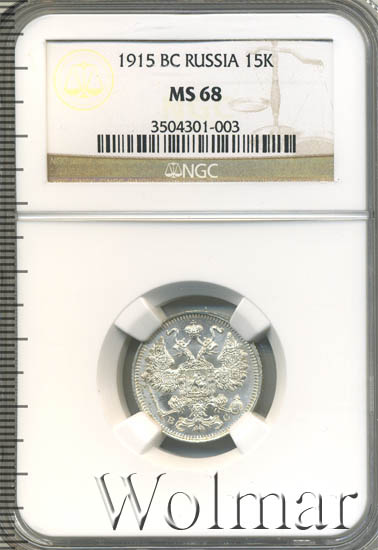 1915 BC RUSSIA 15K
MS 68
3504301-003
NGC
В С
Wolmar